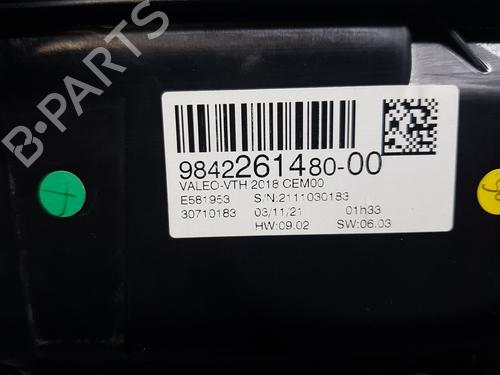 B-PARTS
9842261480-00
VALEO-VTH 2018 CEM00
E581953 S/N:2111030183
30710183 03/11/21 01h33
HW:09.02 SW:06.03